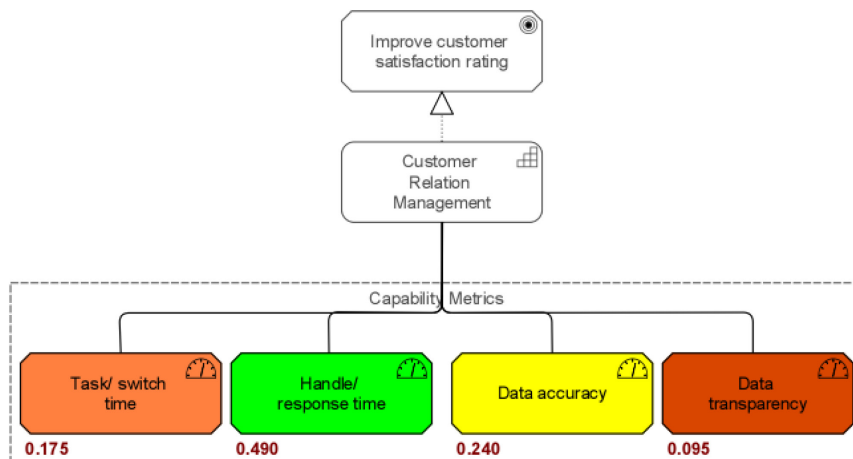 Improve customer
satisfaction rating
Customer
Relation
Management
Capability Metrics
Task/ switch
time
Handle/
response time
Data accuracy
Data
transparency
0.175
0.490
0.240
0.095